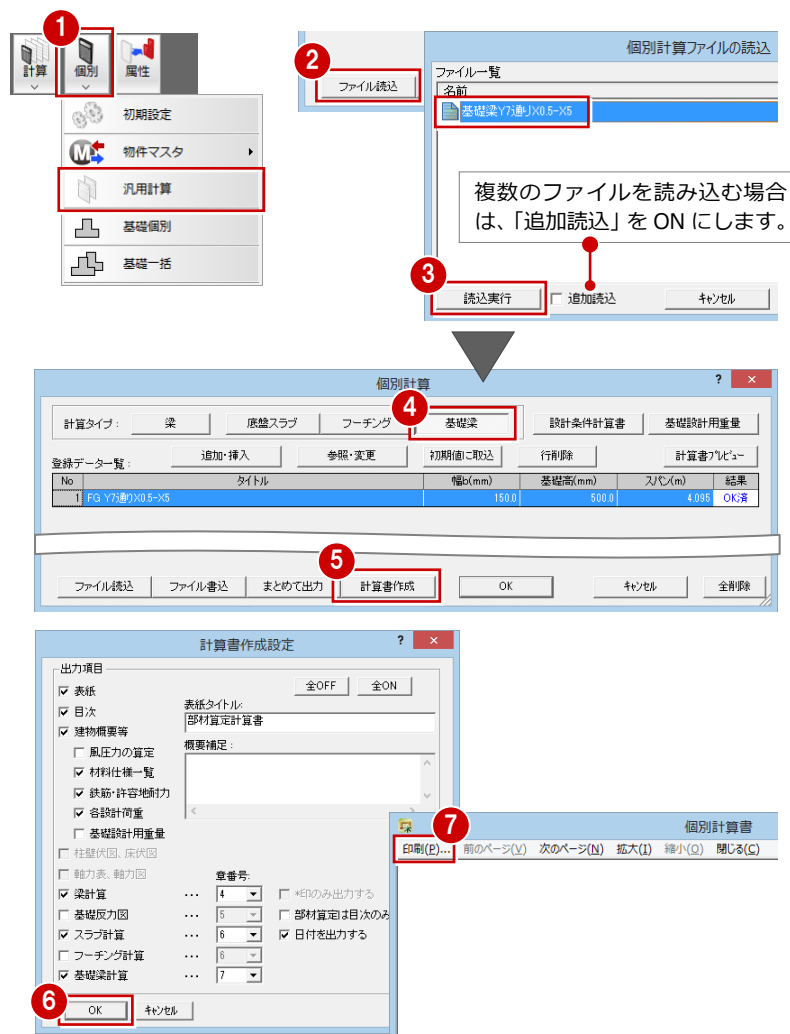 1
計算
個別
属性
初期設定
物件マスタ
汎用計算
基礎個別
基礎一括
2
ファイル読込
個別計算ファイルの読込
ファイル一覧
名前
基礎梁Y7通りX0.5-X5
複数のファイルを読み込む場合
は、「追加読込」を ON にします。
3
読込実行
追加読込
キャンセル
個別計算
? ×
4
計算タイプ:
梁
底盤スラブ
フーチング
基礎梁
設計条件計算書
基礎設計用重量
登録データ一覧:
追加・挿入
参照・変更
初期値に取込
行削除
計算書プレビュー
No タイトル 幅b(mm) 基礎高(mm) スパン(m) 結果
1 FG Y7通りX0.5-X5 150.0 500.0 4.095 OK済
5
ファイル読込
ファイル書込
まとめて出力
計算書作成
OK
キャンセル
全削除
計算書作成設定
? ×
出力項目
全OFF
全ON
表紙
目次
建物概要等
風圧力の算定
材料仕様一覧
鉄筋・許容地耐力
各設計荷重
基礎設計用重量
柱壁伏図、床伏図
軸力表、軸力図
表紙タイトル:
部材算定計算書
概要補足:
章番号:
梁計算 … 4
*印のみ出力する
基礎反力図 … 5
部材算定は目次のみ
スラブ計算 … 6
日付を出力する
フーチング計算 … 6
基礎梁計算 … 7
6
OK
キャンセル
7
個別計算書
印刷(P)... 前のページ(V) 次のページ(N) 拡大(I) 縮小(O) 閉じる(C)